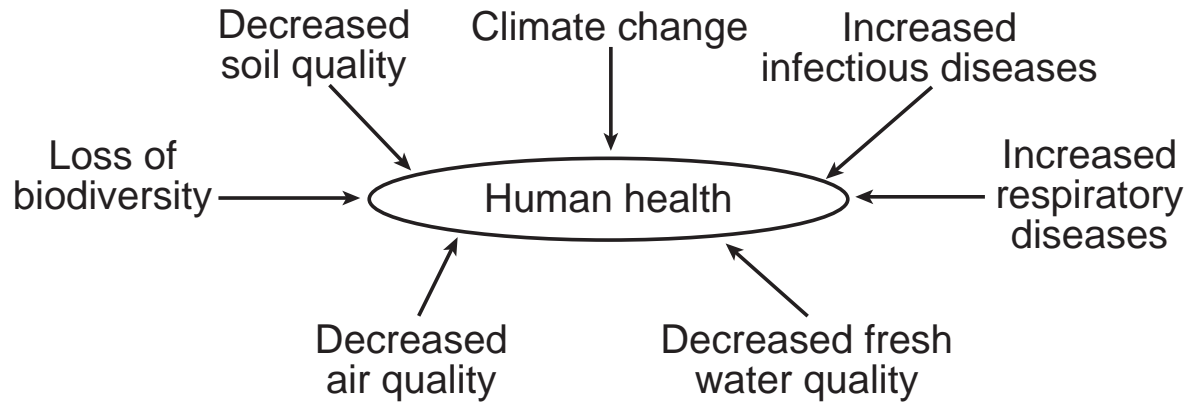 Decreased
soil quality
Climate change
Increased
infectious diseases
Loss of
biodiversity
Human health
Increased
respiratory
diseases
Decreased
air quality
Decreased fresh
water quality